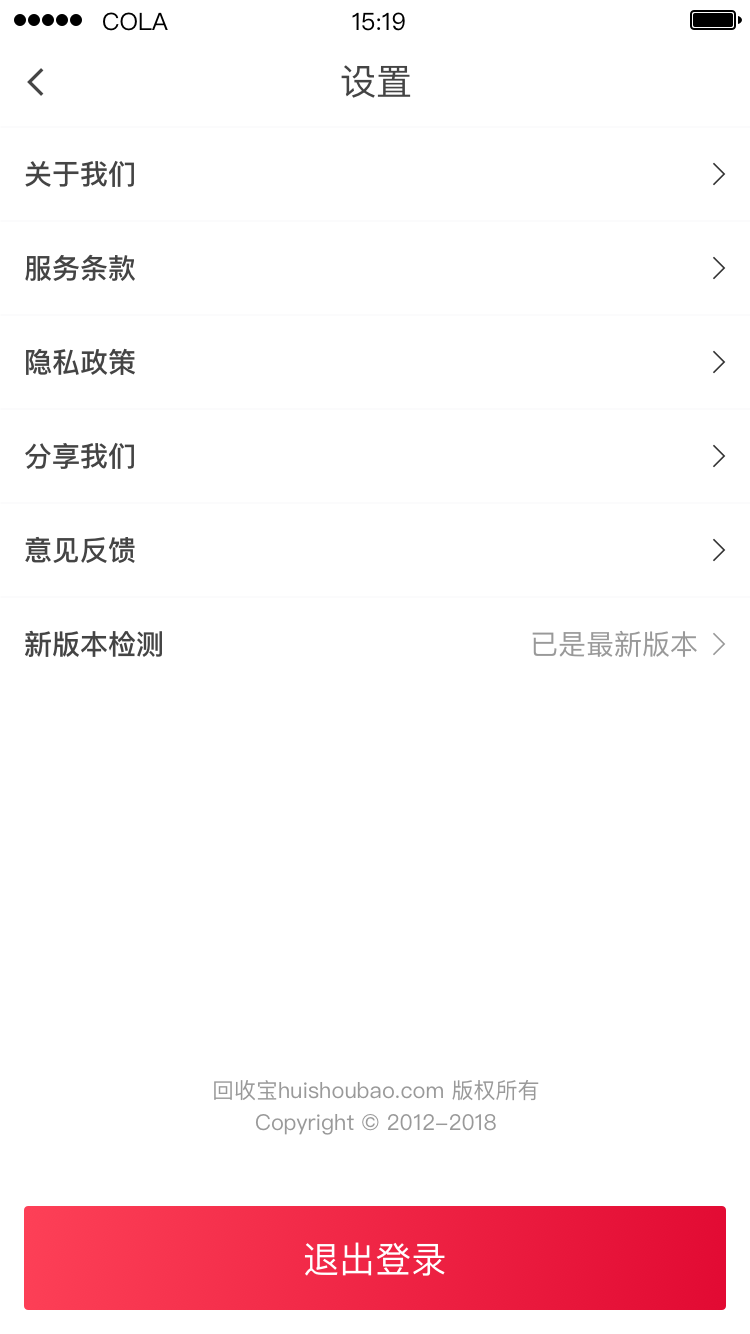 COLA 15:19
设置
关于我们
服务条款
隐私政策
分享我们
意见反馈
新版本检测 已是最新版本
回收宝huishoubao.com 版权所有
Copyright © 2012-2018
退出登录